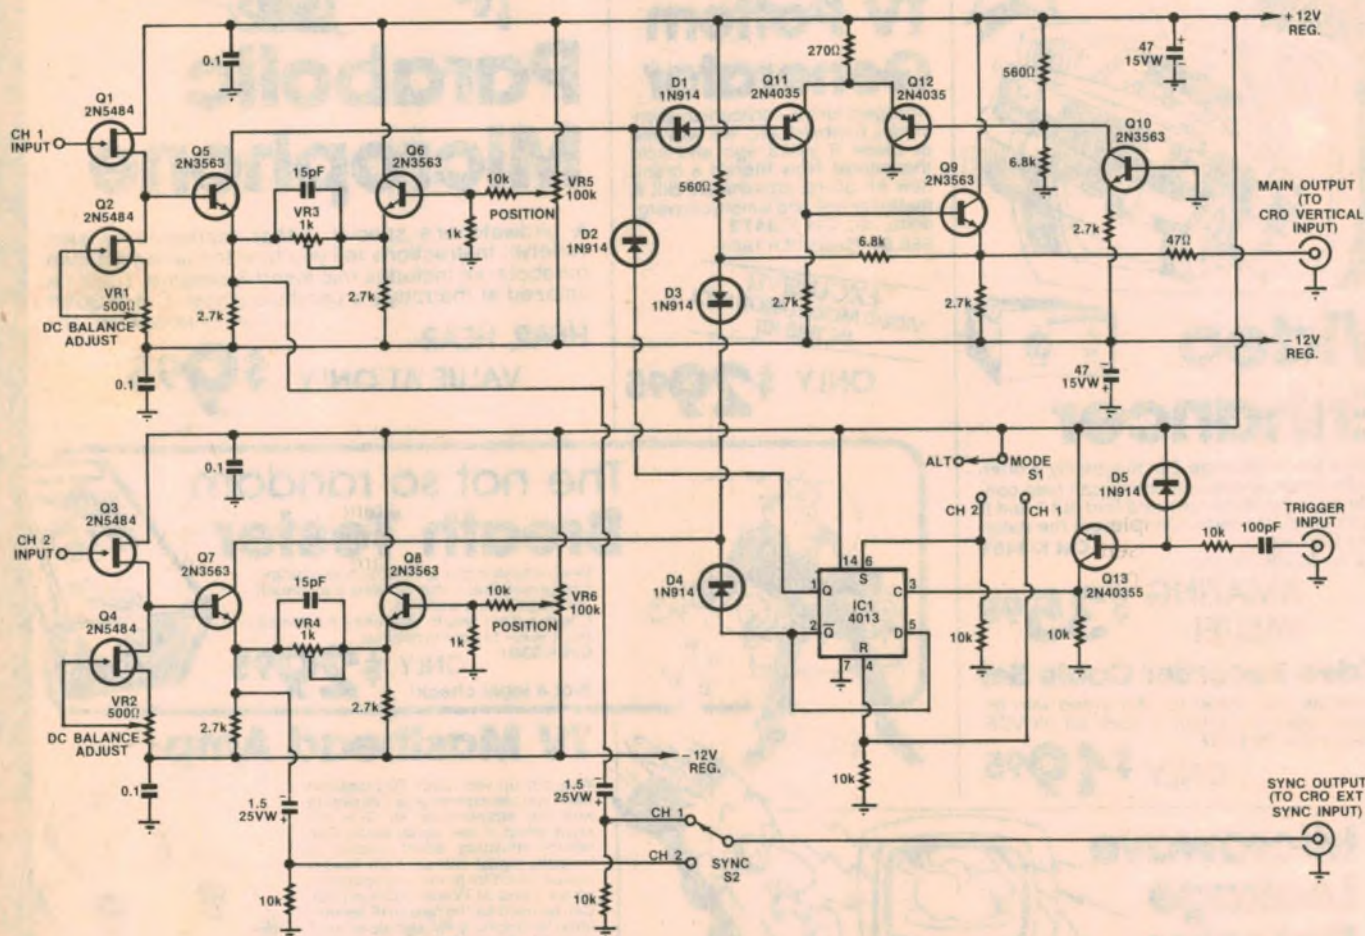 +12V
REG.
0.1
270Ω
560Ω
47
15VW
D1
1N914
Q11
2N4035
Q12
2N4035
Q10
2N3563
Q1
2N5484
CH 1
INPUT
Q5
2N3563
15pF
VR3
1k
Q6
2N3563
10k
VR5
100k
POSITION
1k
560Ω
6.8k
Q9
2N3563
MAIN OUTPUT
(TO
CRO VERTICAL
INPUT)
Q2
2N5484
D2
1N914
2.7k
47Ω
6.8k
D3
1N914
VR1
500Ω
DC BALANCE
ADJUST
2.7k
2.7k
2.7k
2.7k
-12V
REG.
0.1
47
15VW
0.1
ALT
MODE
S1
D5
1N914
CH 2
CH 1
TRIGGER
INPUT
Q3
2N5484
CH 2
INPUT
Q7
2N3563
15pF
VR4
1k
Q8
2N3563
10k
VR6
100k
POSITION
1k
10k
100pF
Q13
2N40355
D4
1N914
14 6
S
1 Q
C 3
IC1
4013
2 Q
D 5
R
7 4
10k
10k
Q4
2N5484
VR2
500Ω
DC BALANCE
ADJUST
2.7k
2.7k
-12V
REG.
0.1
10k
1.5
25VW
1.5
25VW
CH 1
CH 2
SYNC
S2
SYNC OUTPUT
(TO CRO EXT
SYNC INPUT)
10k
10k